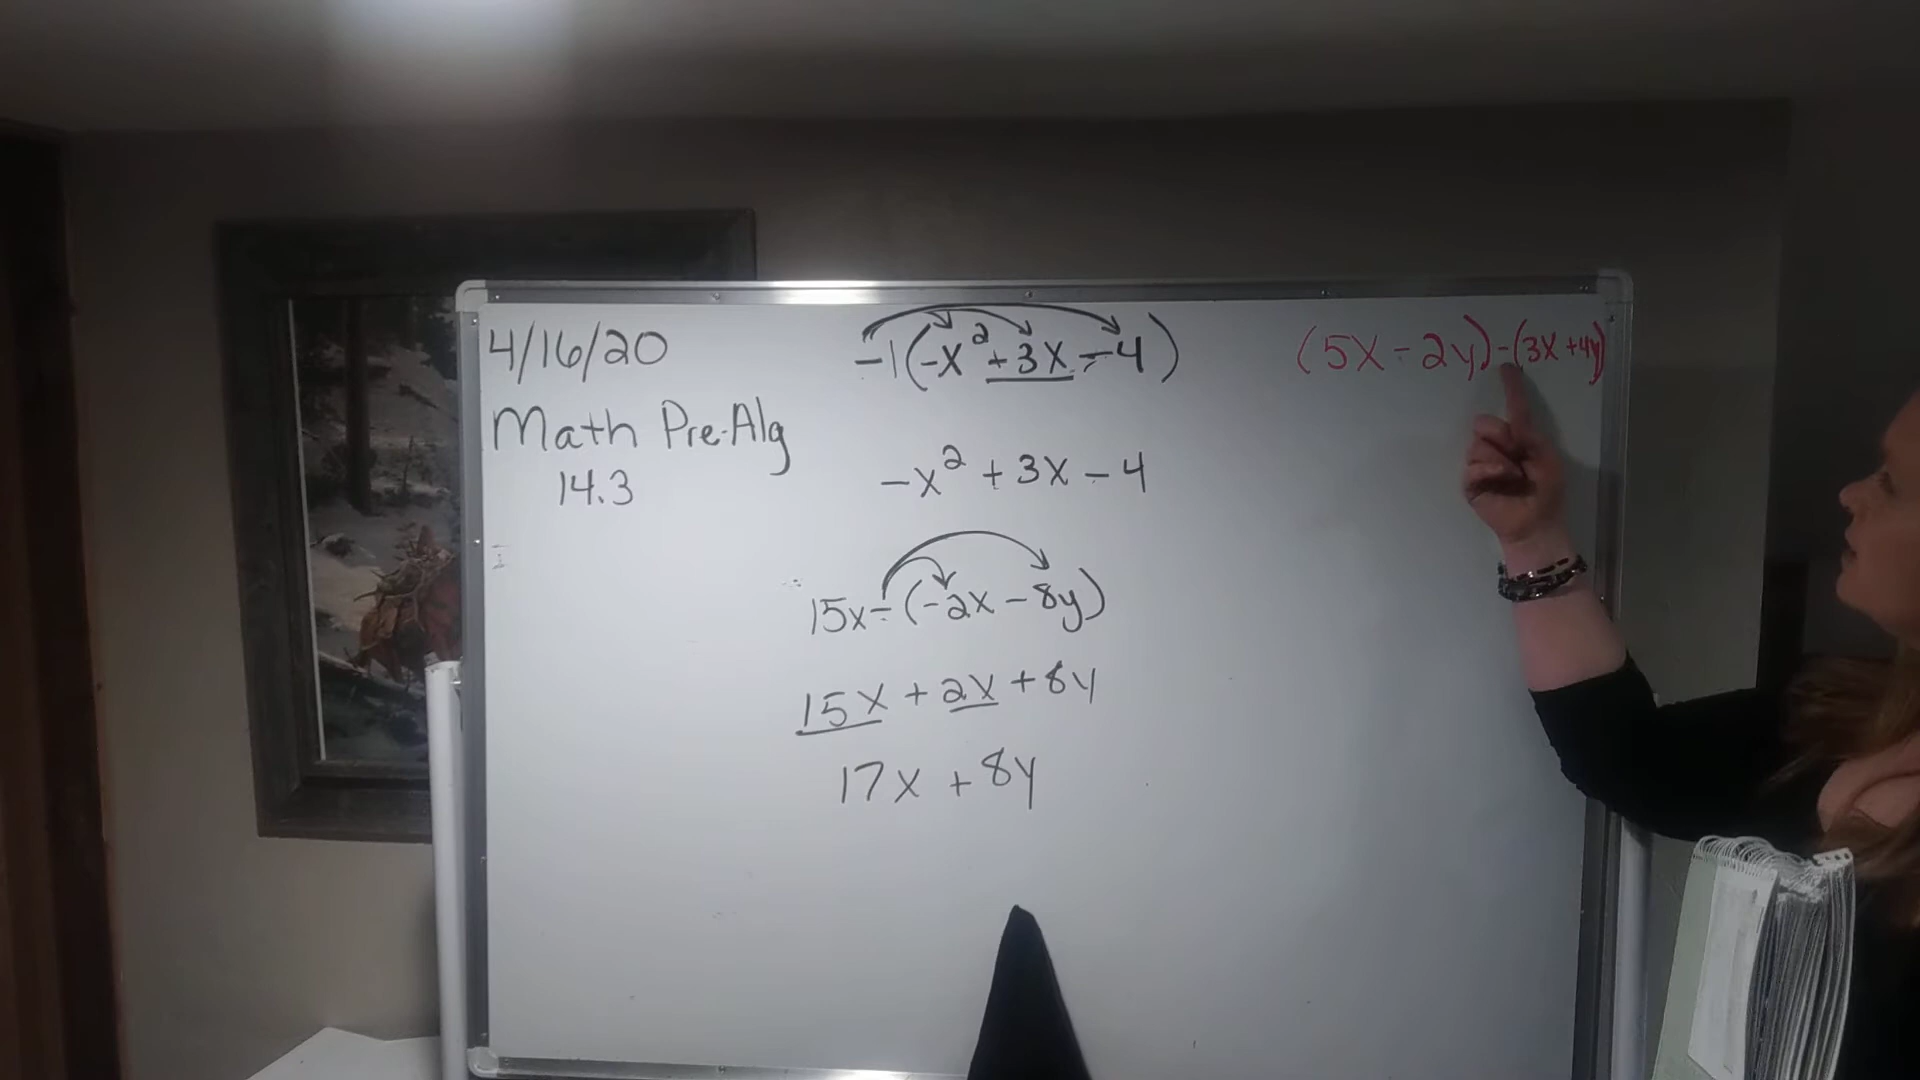 4/16/20
Math Pre-Alg
14.3
-1(-x²+3x-4)
-x²+3x-4
15x-(-2x-8y)
15x+2x+8y
17x+8y
(5x-2y)-(3x+4y)